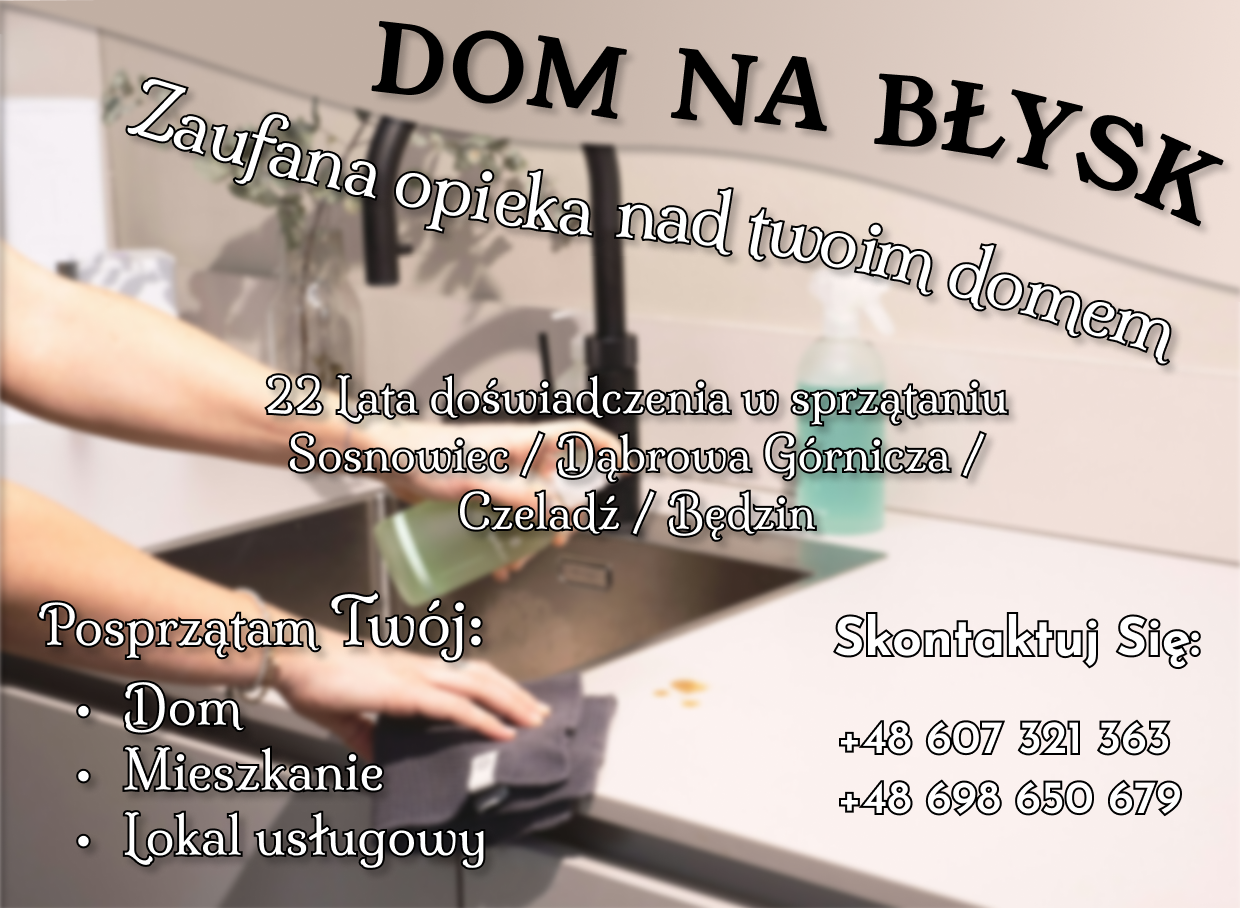 DOM NA BŁYSK
Zaufana opieka nad twoim domem
22 Lata doświadczenia w sprzątaniu
Sosnowiec / Dąbrowa Górnicza /
Czeladź / Będzin
Posprzątam Twój:
• Dom
• Mieszkanie
• Lokal usługowy
Skontaktuj Się:
+48 607 321 363
+48 698 650 679